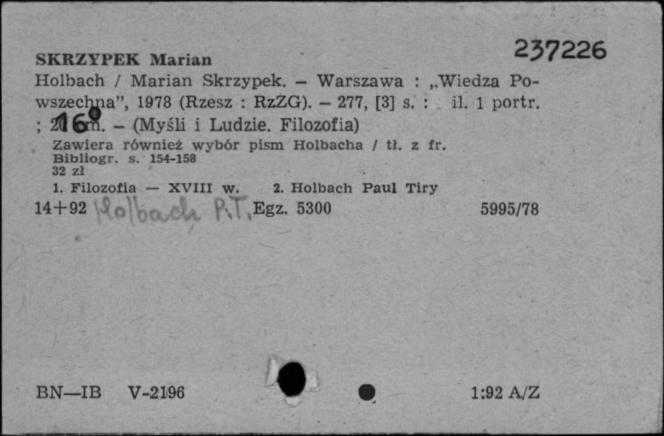 237226
SKRZYPEK Marian
Holbach / Marian Skrzypek. – Warszawa : „Wiedza Po-
wszechna”, 1978 (Rzesz : RzZG). – 277, [3] s. : il. 1 portr.
; 16° – (Myśli i Ludzie. Filozofia)
Zawiera również wybór pism Holbacha / tł. z fr.
Bibliogr. s. 154-158
32 zł
1. Filozofia — XVIII w. 2. Holbach Paul Tiry
14+92 Holbach P.T. Egz. 5300 5995/78
BN—IB V-2196 1:92 A/Z